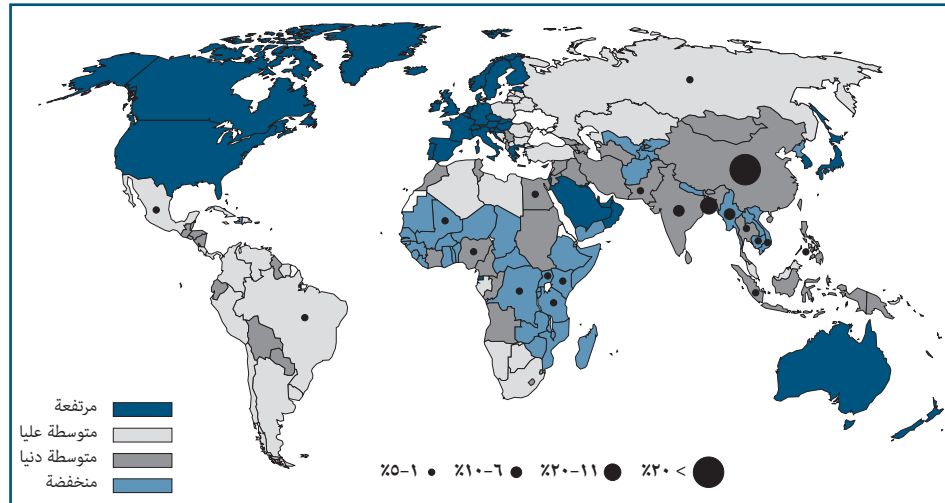 مرتفعة
متوسطة عليا
متوسطة دنيا
منخفضة
٪٢٠ < ٪٢٠-١١ ٪١٠-٦ ٪٥-١